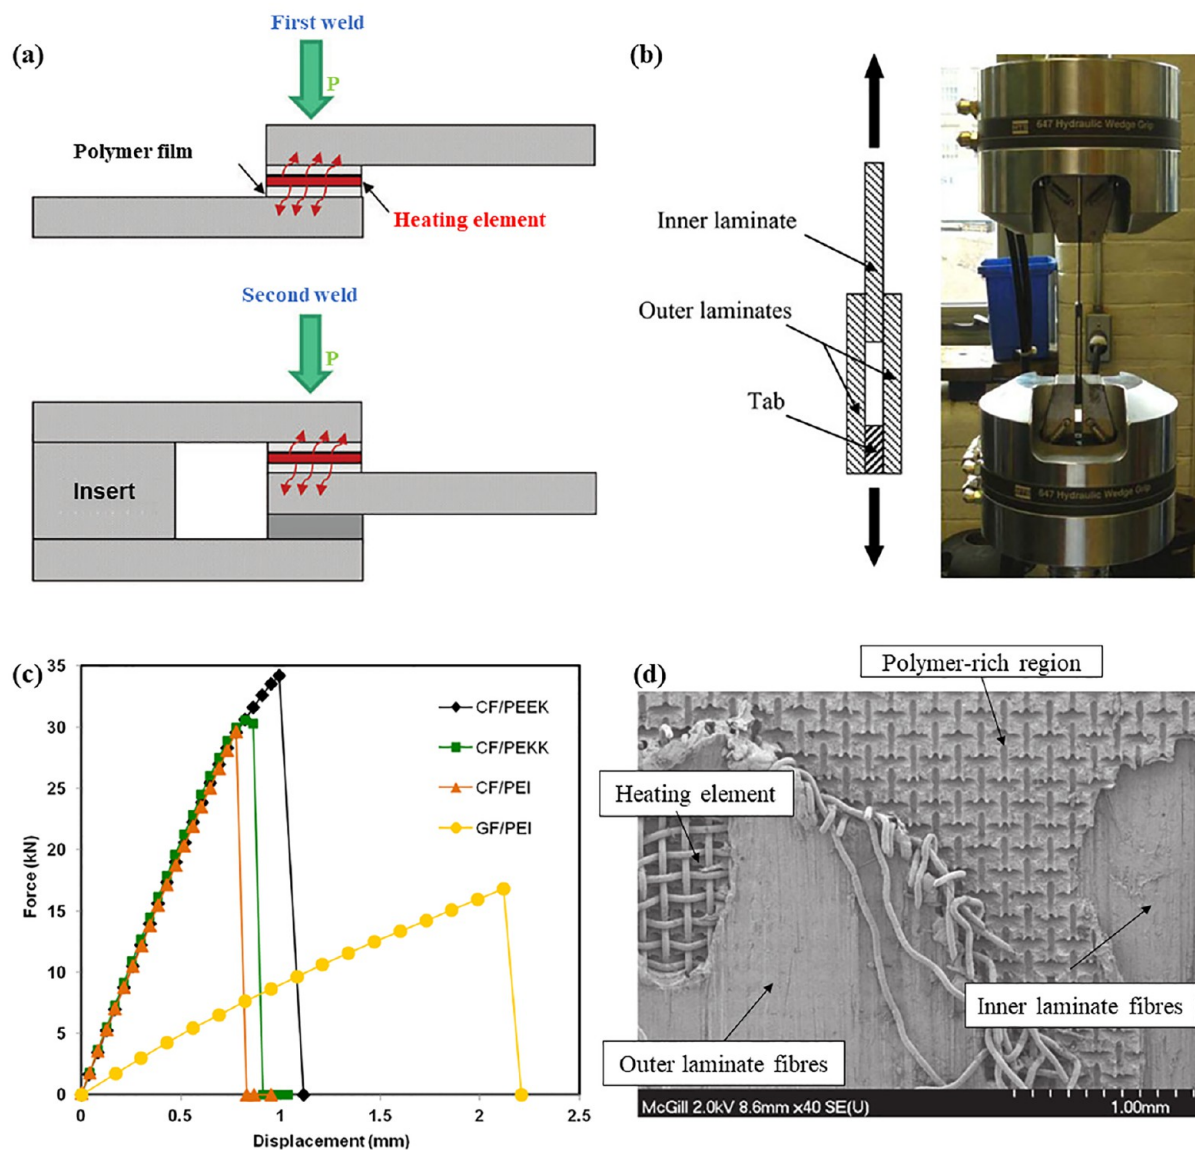 (a)
First weld
P
Polymer film
Heating element
Second weld
P
Insert
(b)
Inner laminate
Outer laminates
Tab
647 Hydraulic Wedge Grip
647 Hydraulic Wedge Grip
(c)
35
30
25
20
15
10
5
0
Force (kN)
CF/PEEK
CF/PEKK
CF/PEI
GF/PEI
0
0.5
1
1.5
2
2.5
Displacement (mm)
(d)
Polymer-rich region
Heating element
Inner laminate fibres
Outer laminate fibres
McGill 2.0kV 8.6mm x40 SE(U)
1.00mm